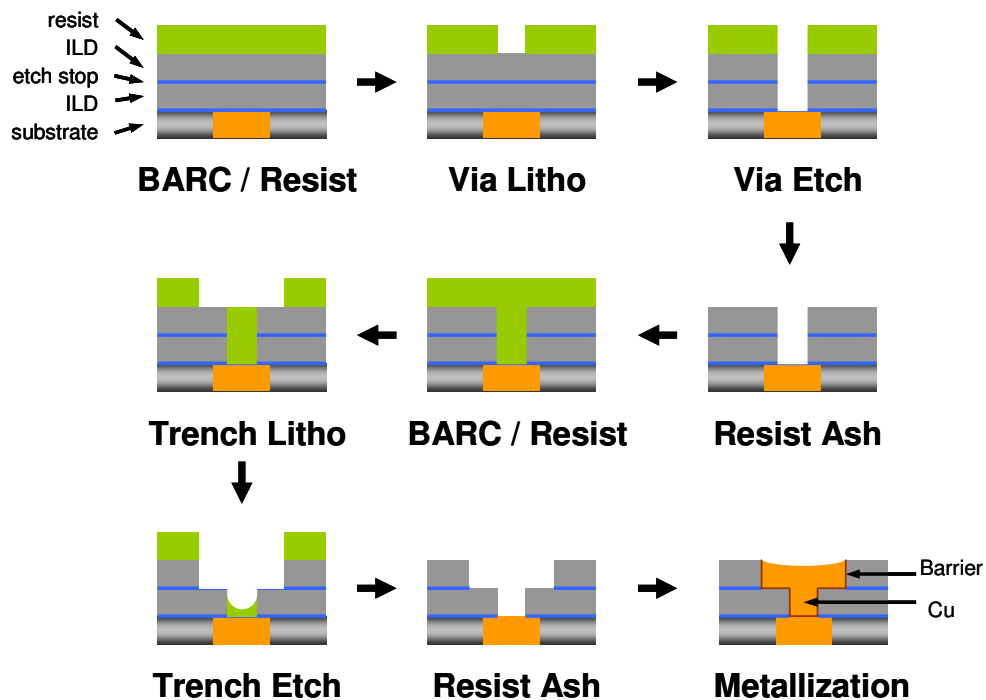 resist
ILD
etch stop
ILD
substrate
BARC / Resist
Via Litho
Via Etch
Trench Litho
BARC / Resist
Resist Ash
Barrier
Cu
Trench Etch
Resist Ash
Metallization